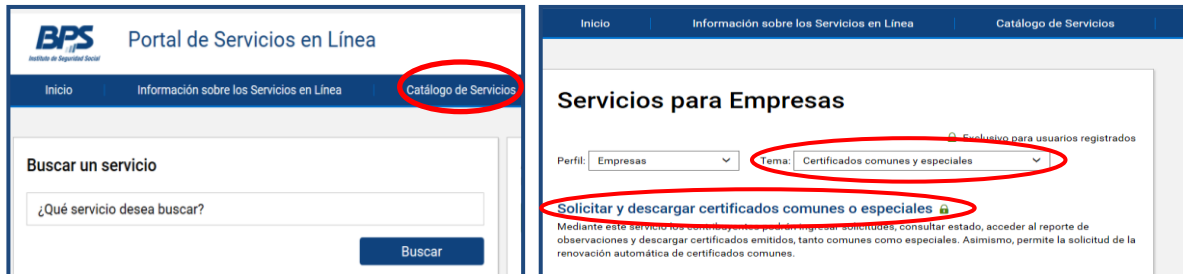 BPS
Instituto de Seguridad Social
Portal de Servicios en Línea
Inicio Información sobre los Servicios en Línea Catálogo de Servicios
Buscar un servicio
¿Qué servicio desea buscar?
Buscar
Inicio Información sobre los Servicios en Línea Catálogo de Servicios
Servicios para Empresas
Exclusivo para usuarios registrados
Perfil: Empresas Tema: Certificados comunes y especiales
Solicitar y descargar certificados comunes o especiales
Mediante este servicio los contribuyentes podrán ingresar solicitudes, consultar estado, acceder al reporte de
observaciones y descargar certificados emitidos, tanto comunes como especiales. Asimismo, permite la solicitud de la
renovación automática de certificados comunes.